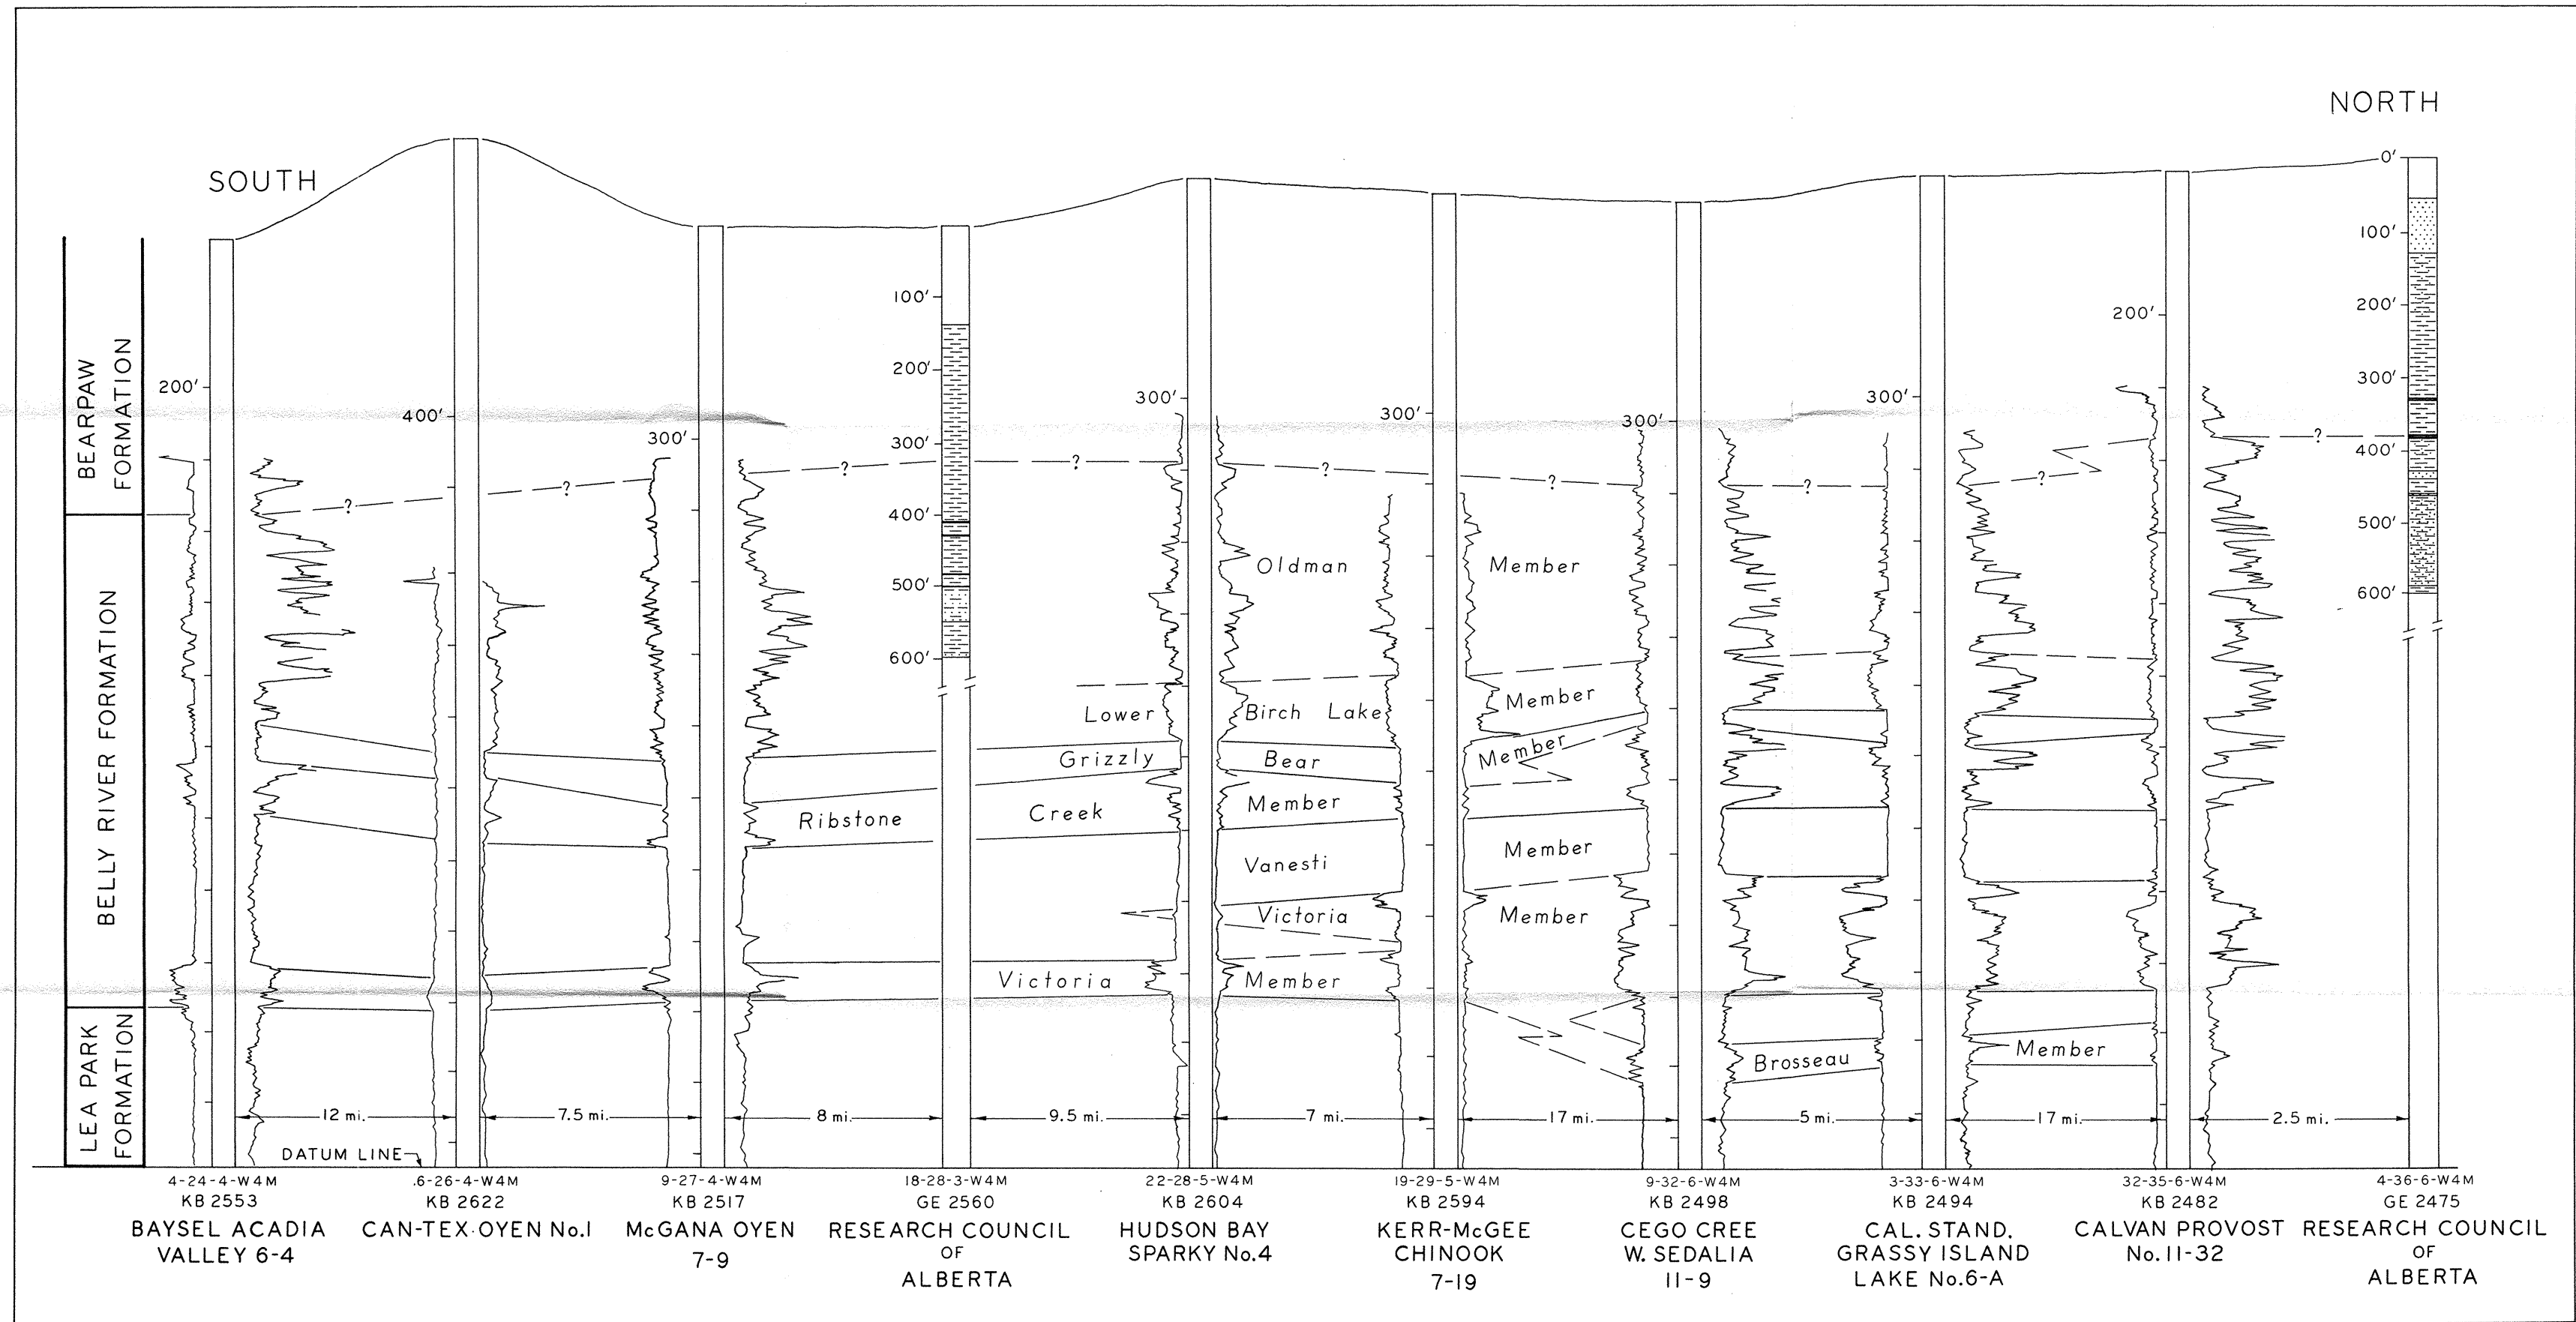 NORTH
SOUTH
0'
100'
200'
300'
400'
500'
600'
BEARPAW
FORMATION
BELLY RIVER FORMATION
LEA PARK
FORMATION
200'
400'
300'
100'
200'
300'
400'
500'
600'
300'
300'
300'
300'
200'
?
?
?
?
?
?
?
?
?
Oldman Member
Lower Birch Lake Member
Grizzly Bear Member
Ribstone Creek Member
Vanesti Member
Victoria Member
Victoria Member
Brosseau Member
12 mi.
7.5 mi.
8 mi.
9.5 mi.
7 mi.
17 mi.
5 mi.
17 mi.
2.5 mi.
DATUM LINE
4-24-4-W4M
KB 2553
BAYSEL ACADIA
VALLEY 6-4
6-26-4-W4M
KB 2622
CAN-TEX OYEN No.1
9-27-4-W4M
KB 2517
McGANA OYEN
7-9
18-28-3-W4M
GE 2560
RESEARCH COUNCIL
OF
ALBERTA
22-28-5-W4M
KB 2604
HUDSON BAY
SPARKY No.4
19-29-5-W4M
KB 2594
KERR-McGEE
CHINOOK
7-19
9-32-6-W4M
KB 2498
CEGO CREE
W. SEDALIA
11-9
3-33-6-W4M
KB 2494
CAL. STAND.
GRASSY ISLAND
LAKE No.6-A
32-35-6-W4M
KB 2482
CALVAN PROVOST
No.11-32
4-36-6-W4M
GE 2475
RESEARCH COUNCIL
OF
ALBERTA